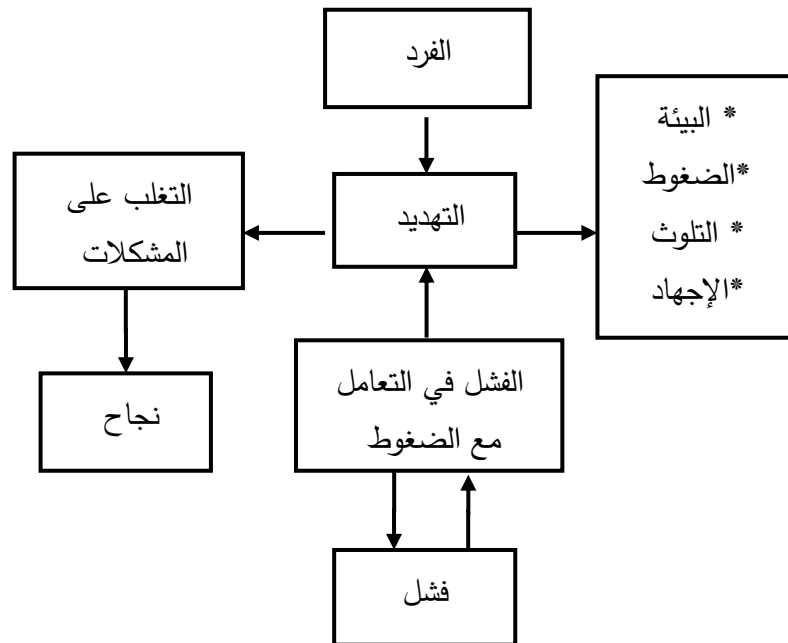 الفرد
* البيئة
*الضغوط
* التلوث
*الإجهاد
التهديد
التغلب على
المشكلات
نجاح
الفشل في التعامل
مع الضغوط
فشل